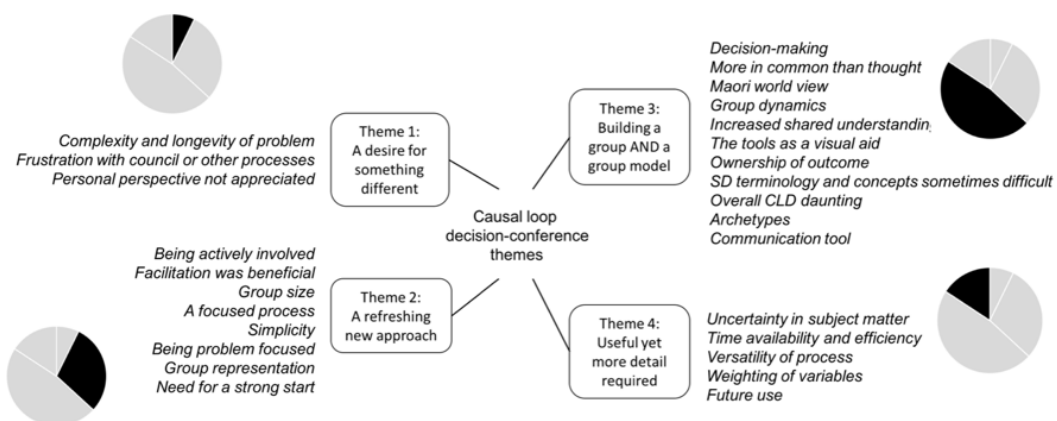 Complexity and longevity of problem
Frustration with council or other processes
Personal perspective not appreciated
Theme 1:
A desire for
something
different
Theme 3:
Building a
group AND a
group model
Decision-making
More in common than thought
Maori world view
Group dynamics
Increased shared understandin
The tools as a visual aid
Ownership of outcome
SD terminology and concepts sometimes difficult
Overall CLD daunting
Archetypes
Communication tool
Causal loop
decision-conference
themes
Being actively involved
Facilitation was beneficial
Group size
A focused process
Simplicity
Being problem focused
Group representation
Need for a strong start
Theme 2:
A refreshing
new approach
Theme 4:
Useful yet
more detail
required
Uncertainty in subject matter
Time availability and efficiency
Versatility of process
Weighting of variables
Future use